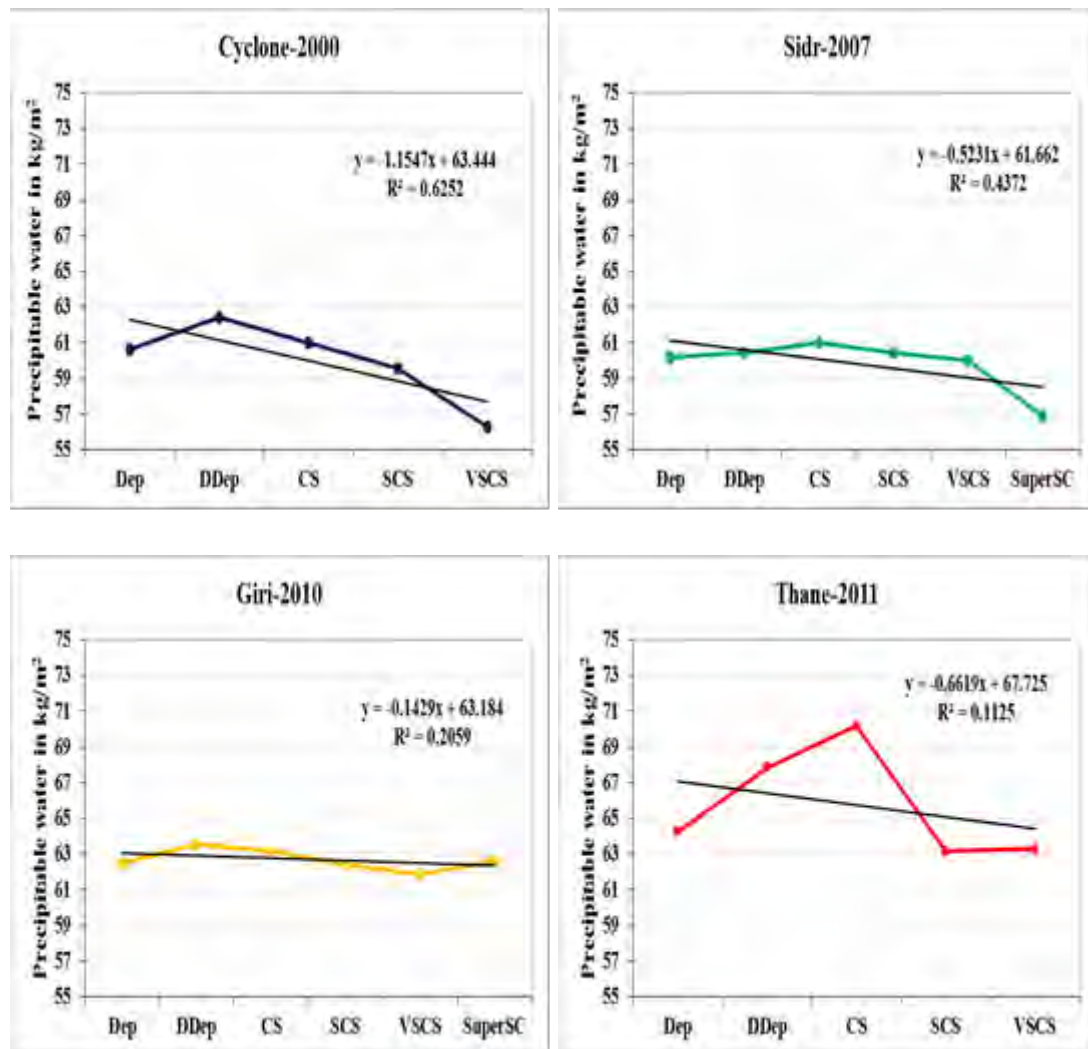 Cyclone-2000
Precipitable water in kg/m²
75
73
71
69
67
65
63
61
59
57
55
y = -1.1547x + 63.444
R² = 0.6252
Dep DDep CS SCS VSCS
Sidr-2007
Precipitable water in kg/m²
75
73
71
69
67
65
63
61
59
57
55
y = -0.5231x + 61.662
R² = 0.4372
Dep DDep CS SCS VSCS SuperSC
Giri-2010
Precipitable water in kg/m²
75
73
71
69
67
65
63
61
59
57
55
y = -0.1429x + 63.184
R² = 0.2059
Dep DDep CS SCS VSCS SuperSC
Thane-2011
Precipitable water in kg/m²
75
73
71
69
67
65
63
61
59
57
55
y = -0.6619x + 67.725
R² = 0.1125
Dep DDep CS SCS VSCS